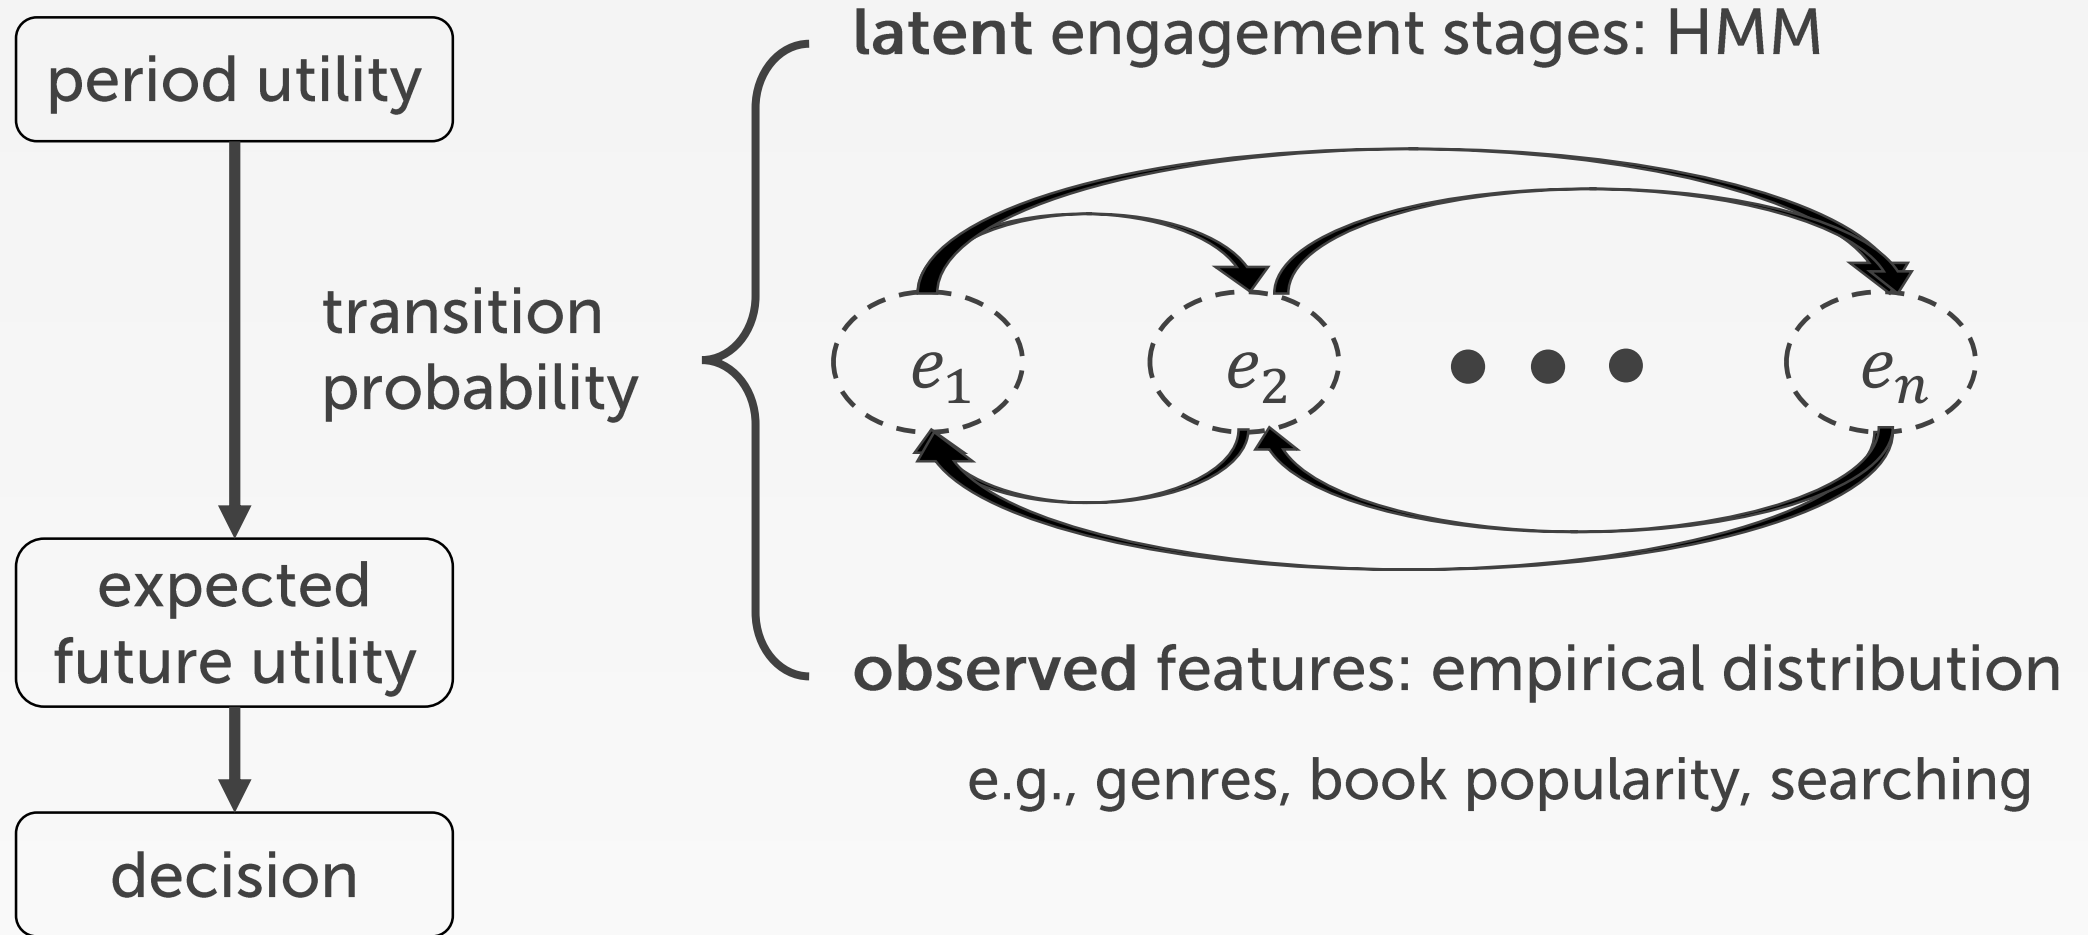 period utility
transition
probability
expected
future utility
decision
latent engagement stages: HMM
e₁
e₂
eₙ
observed features: empirical distribution
e.g., genres, book popularity, searching